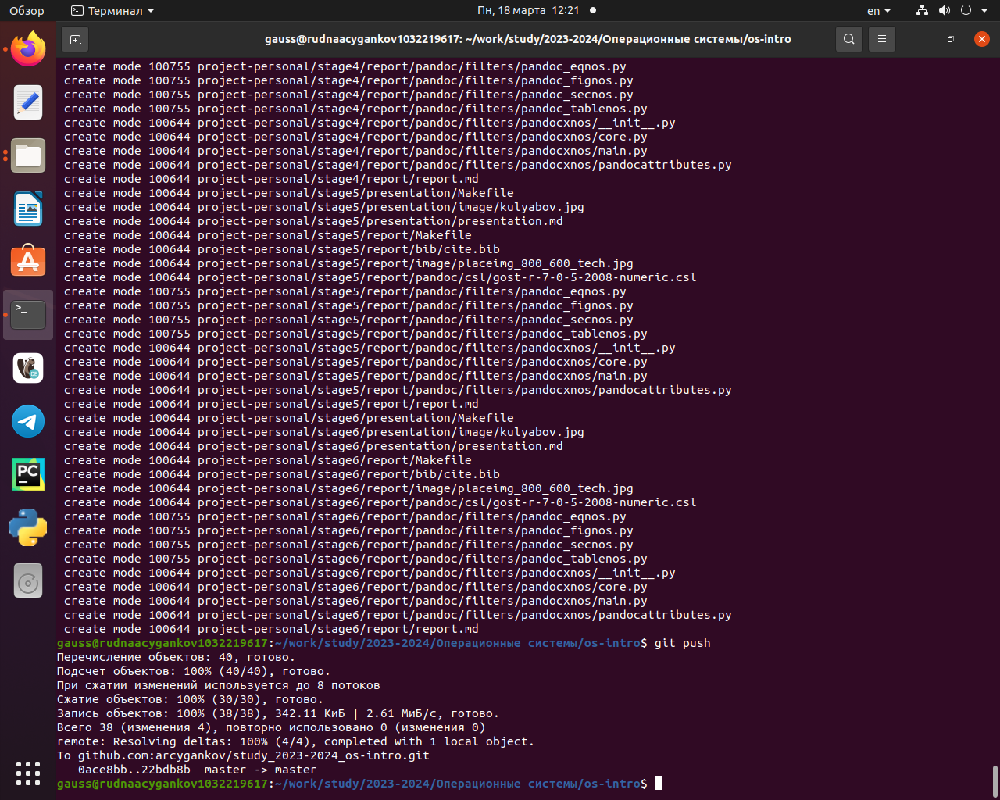 Обзор
Терминал
Пн, 18 марта 12:21
en
gauss@rudnaacygankov1032219617: ~/work/study/2023-2024/Операционные системы/os-intro
create mode 100755 project-personal/stage4/report/pandoc/filters/pandoc_eqnos.py
create mode 100755 project-personal/stage4/report/pandoc/filters/pandoc_fignos.py
create mode 100755 project-personal/stage4/report/pandoc/filters/pandoc_secnos.py
create mode 100755 project-personal/stage4/report/pandoc/filters/pandoc_tablenos.py
create mode 100644 project-personal/stage4/report/pandoc/filters/pandocxnos/__init__.py
create mode 100644 project-personal/stage4/report/pandoc/filters/pandocxnos/core.py
create mode 100644 project-personal/stage4/report/pandoc/filters/pandocxnos/main.py
create mode 100644 project-personal/stage4/report/pandoc/filters/pandocxnos/pandocattributes.py
create mode 100644 project-personal/stage4/report/report.md
create mode 100644 project-personal/stage5/presentation/Makefile
create mode 100644 project-personal/stage5/presentation/image/kulyabov.jpg
create mode 100644 project-personal/stage5/presentation/presentation.md
create mode 100644 project-personal/stage5/report/Makefile
create mode 100644 project-personal/stage5/report/bib/cite.bib
create mode 100644 project-personal/stage5/report/image/placeimg_800_600_tech.jpg
create mode 100644 project-personal/stage5/report/pandoc/csl/gost-r-7-0-5-2008-numeric.csl
create mode 100755 project-personal/stage5/report/pandoc/filters/pandoc_eqnos.py
create mode 100755 project-personal/stage5/report/pandoc/filters/pandoc_fignos.py
create mode 100755 project-personal/stage5/report/pandoc/filters/pandoc_secnos.py
create mode 100755 project-personal/stage5/report/pandoc/filters/pandoc_tablenos.py
create mode 100644 project-personal/stage5/report/pandoc/filters/pandocxnos/__init__.py
create mode 100644 project-personal/stage5/report/pandoc/filters/pandocxnos/core.py
create mode 100644 project-personal/stage5/report/pandoc/filters/pandocxnos/main.py
create mode 100644 project-personal/stage5/report/pandoc/filters/pandocxnos/pandocattributes.py
create mode 100644 project-personal/stage5/report/report.md
create mode 100644 project-personal/stage6/presentation/Makefile
create mode 100644 project-personal/stage6/presentation/image/kulyabov.jpg
create mode 100644 project-personal/stage6/presentation/presentation.md
create mode 100644 project-personal/stage6/report/Makefile
create mode 100644 project-personal/stage6/report/bib/cite.bib
create mode 100644 project-personal/stage6/report/image/placeimg_800_600_tech.jpg
create mode 100644 project-personal/stage6/report/pandoc/csl/gost-r-7-0-5-2008-numeric.csl
create mode 100755 project-personal/stage6/report/pandoc/filters/pandoc_eqnos.py
create mode 100755 project-personal/stage6/report/pandoc/filters/pandoc_fignos.py
create mode 100755 project-personal/stage6/report/pandoc/filters/pandoc_secnos.py
create mode 100755 project-personal/stage6/report/pandoc/filters/pandoc_tablenos.py
create mode 100644 project-personal/stage6/report/pandoc/filters/pandocxnos/__init__.py
create mode 100644 project-personal/stage6/report/pandoc/filters/pandocxnos/core.py
create mode 100644 project-personal/stage6/report/pandoc/filters/pandocxnos/main.py
create mode 100644 project-personal/stage6/report/pandoc/filters/pandocxnos/pandocattributes.py
create mode 100644 project-personal/stage6/report/report.md
gauss@rudnaacygankov1032219617:~/work/study/2023-2024/Операционные системы/os-intro$ git push
Перечисление объектов: 40, готово.
Подсчет объектов: 100% (40/40), готово.
При сжатии изменений используется до 8 потоков
Сжатие объектов: 100% (30/30), готово.
Запись объектов: 100% (38/38), 342.11 КиБ | 2.61 МиБ/с, готово.
Всего 38 (изменения 4), повторно использовано 0 (изменения 0)
remote: Resolving deltas: 100% (4/4), completed with 1 local object.
To github.com:arcygankov/study_2023-2024_os-intro.git
0ace8bb..22bdb8b  master -> master
gauss@rudnaacygankov1032219617:~/work/study/2023-2024/Операционные системы/os-intro$